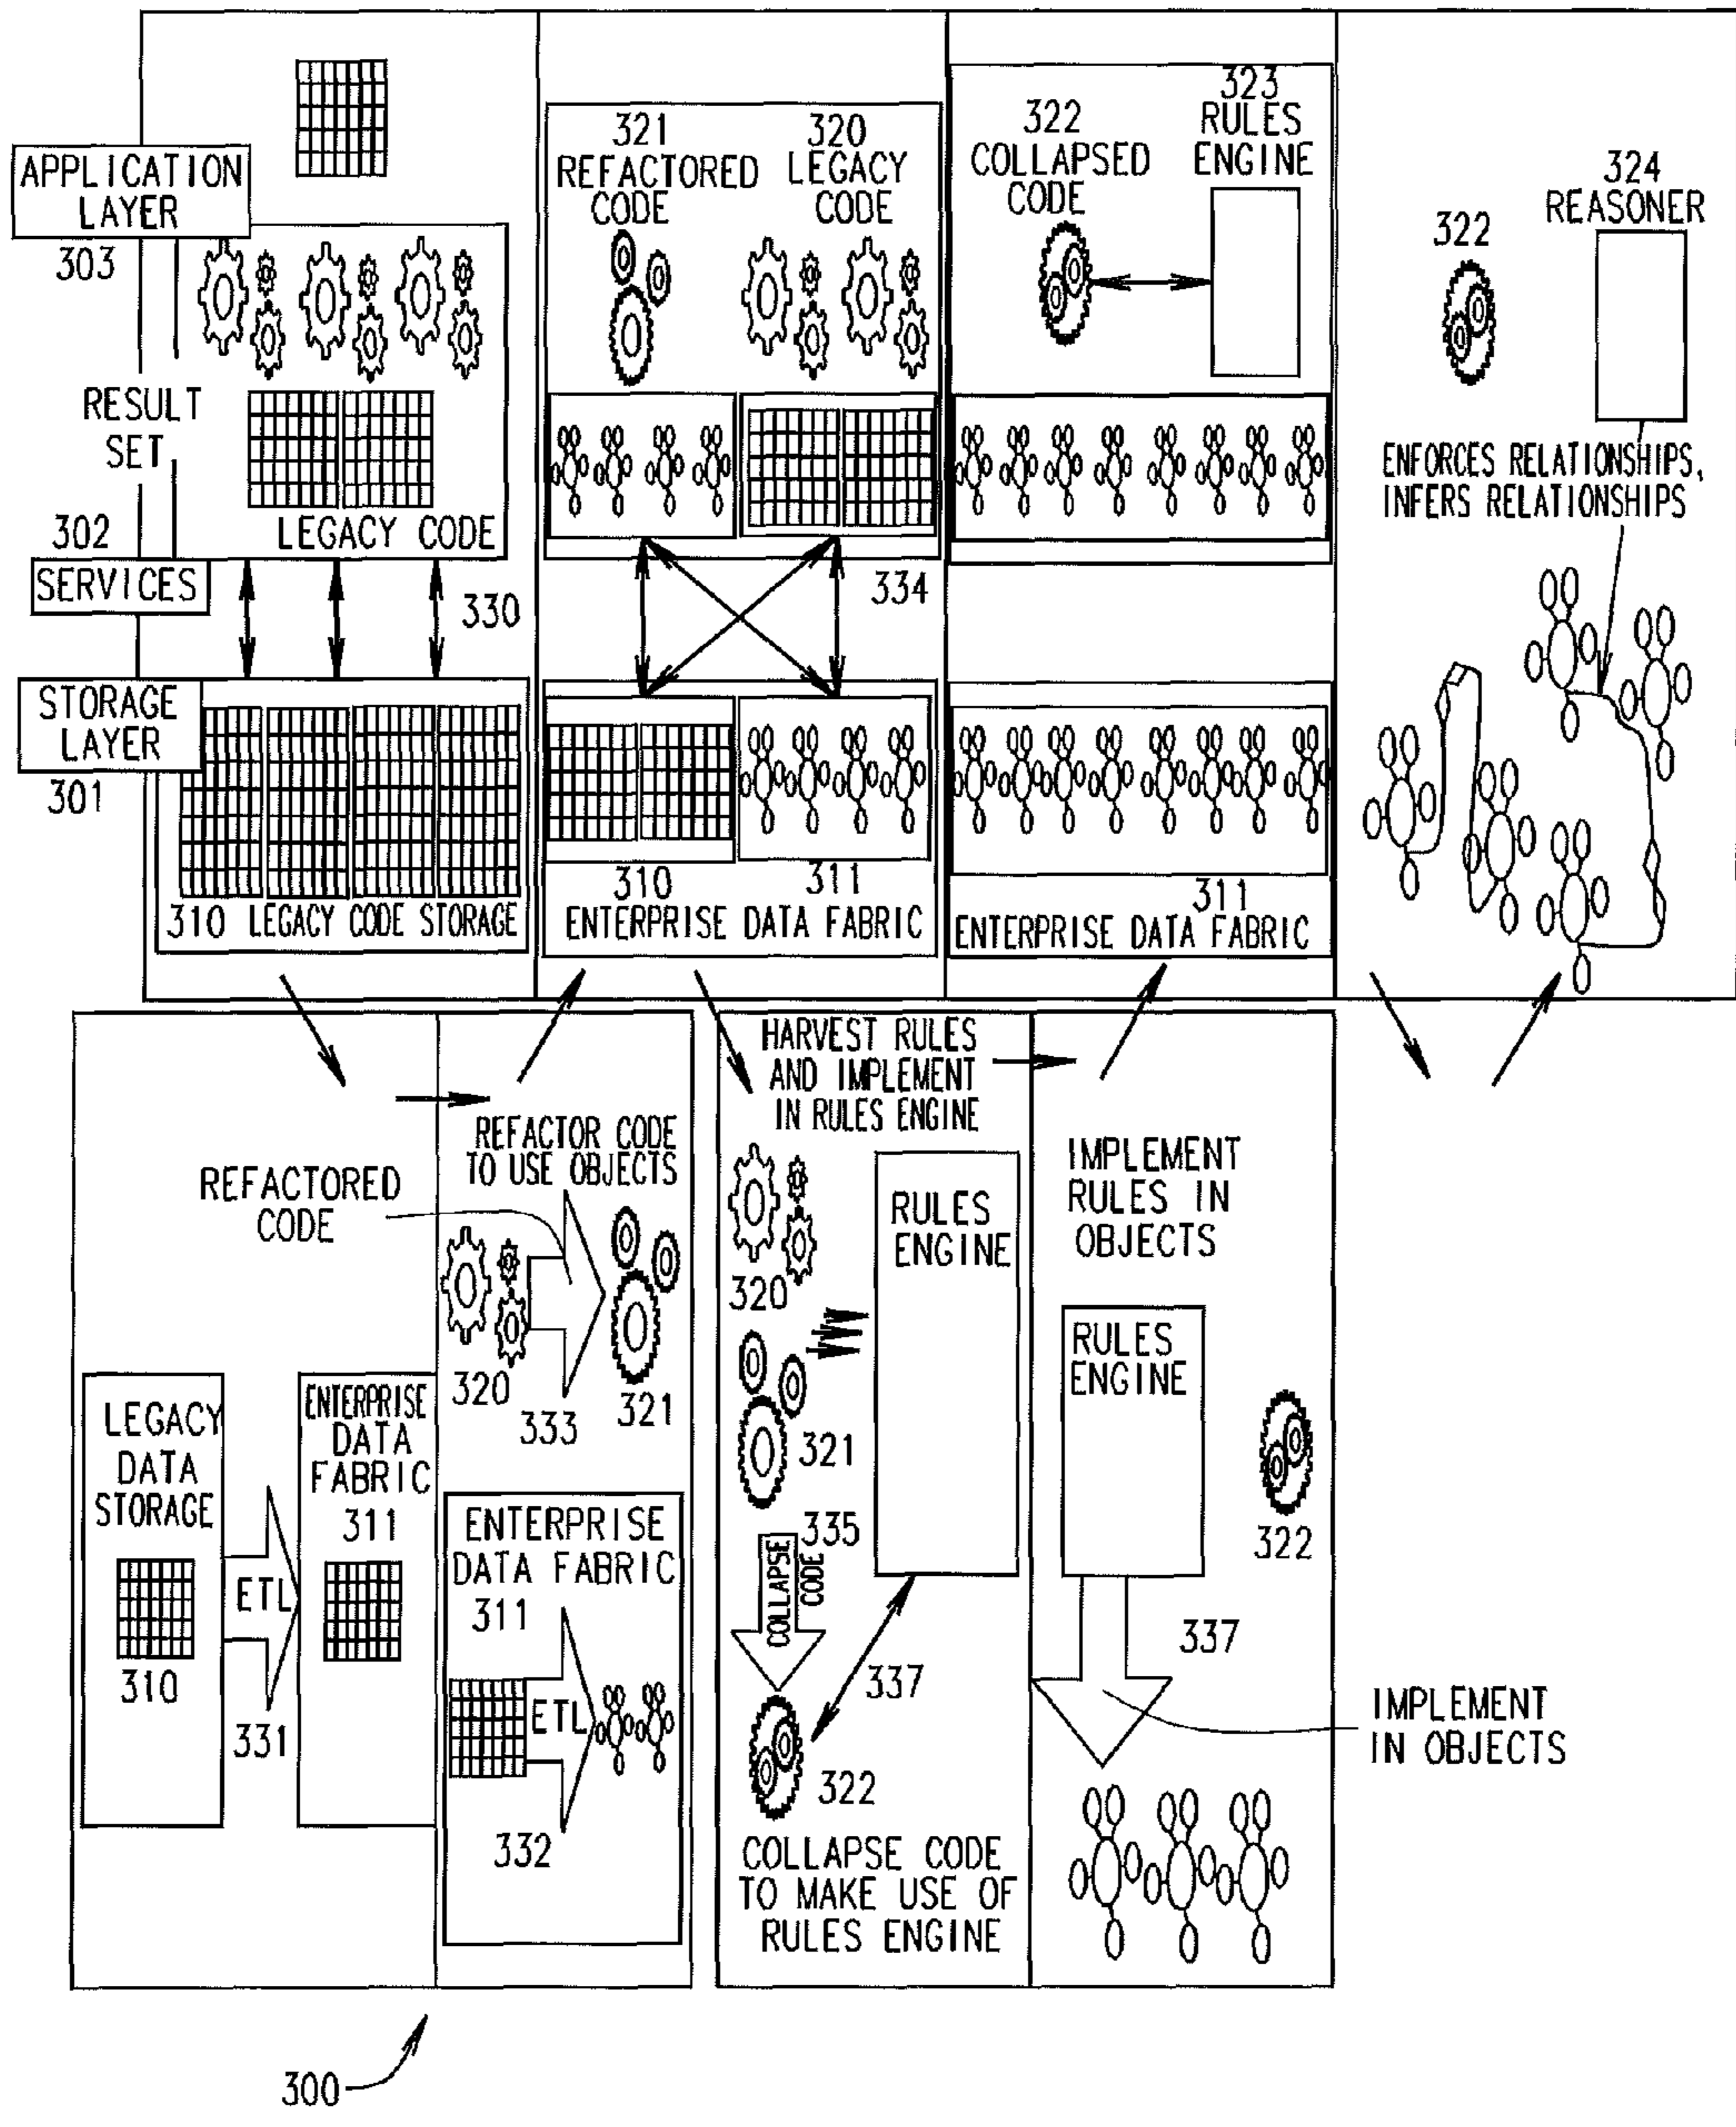 APPLICATION
LAYER
303
RESULT
SET
LEGACY CODE
302
SERVICES
330
STORAGE
LAYER
301
310 LEGACY CODE STORAGE
321
REFACTORED
CODE
320
LEGACY
CODE
334
310
311
ENTERPRISE DATA FABRIC
322
COLLAPSED
CODE
323
RULES
ENGINE
311
ENTERPRISE DATA FABRIC
322
324
REASONER
ENFORCES RELATIONSHIPS,
INFERS RELATIONSHIPS
REFACTORED
CODE
REFACTOR CODE
TO USE OBJECTS
320
333
321
LEGACY
DATA
STORAGE
310
ETL
331
ENTERPRISE
DATA
FABRIC
311
ENTERPRISE
DATA FABRIC
311
ETL
332
HARVEST RULES
AND IMPLEMENT
IN RULES ENGINE
320
RULES
ENGINE
321
335
COLLAPSE
CODE
337
322
COLLAPSE CODE
TO MAKE USE OF
RULES ENGINE
IMPLEMENT
RULES IN
OBJECTS
RULES
ENGINE
322
337
IMPLEMENT
IN OBJECTS
300